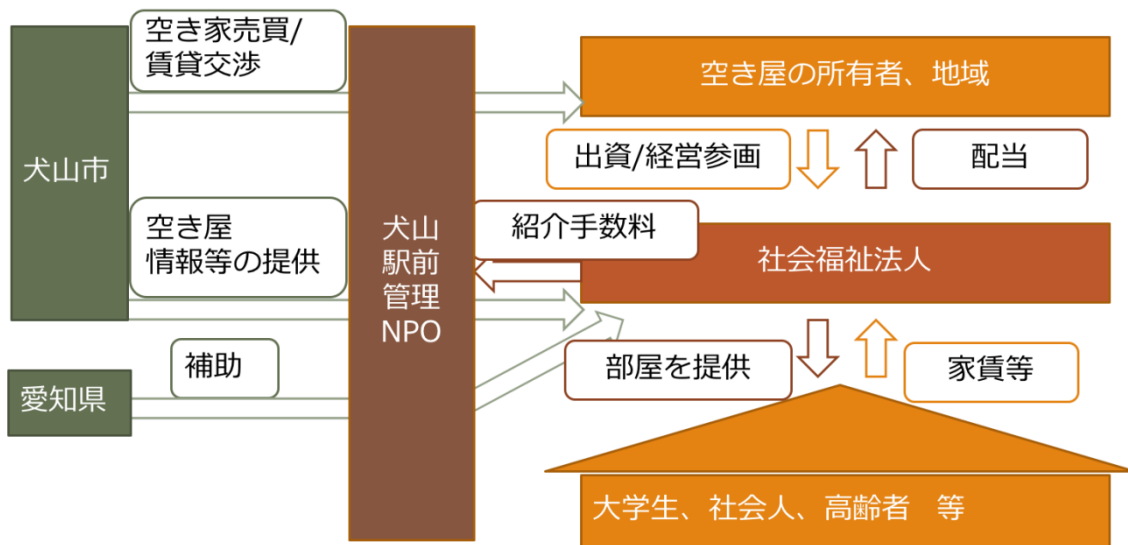 空き家売買/
賃貸交渉
空き屋の所有者、地域
出資/経営参画
配当
犬山市
空き屋
情報等の提供
犬山
駅前
管理
NPO
紹介手数料
社会福祉法人
補助
愛知県
部屋を提供
家賃等
大学生、社会人、高齢者　等